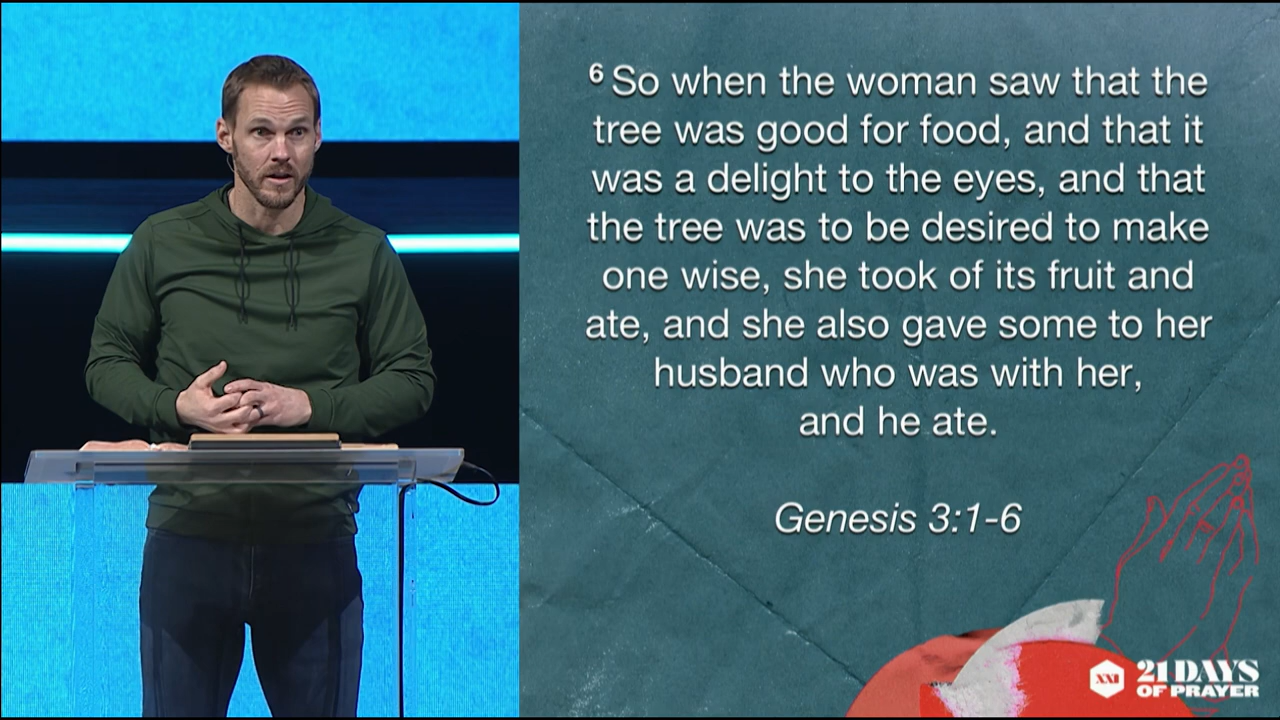 ⁶ So when the woman saw that the
tree was good for food, and that it
was a delight to the eyes, and that
the tree was to be desired to make
one wise, she took of its fruit and
ate, and she also gave some to her
husband who was with her,
and he ate.
Genesis 3:1-6
XXI
21 DAYS
OF PRAYER